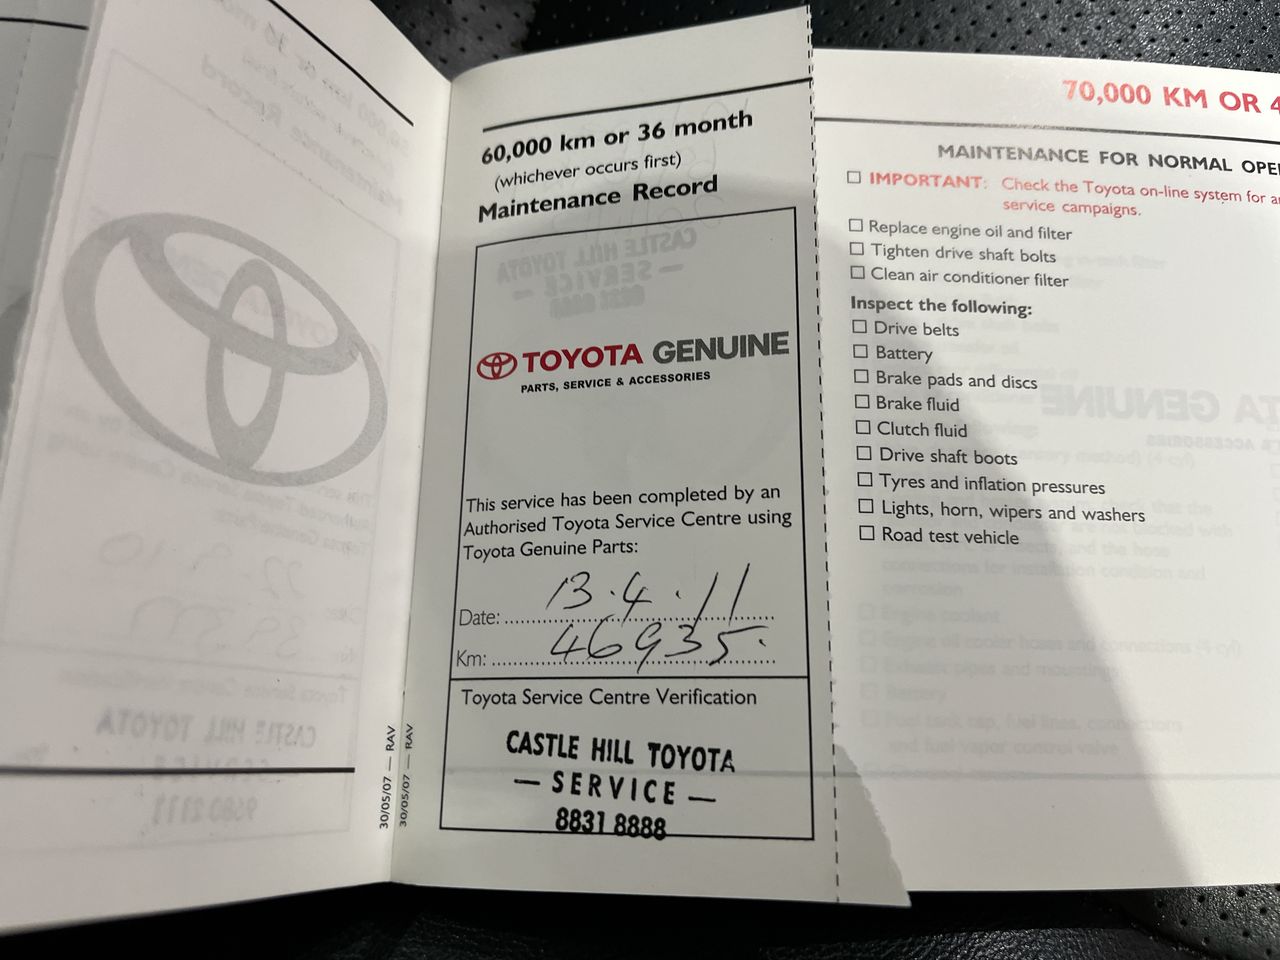 60,000 km or 36 month
(whichever occurs first)
Maintenance Record
TOYOTA GENUINE
PARTS, SERVICE & ACCESSORIES
This service has been completed by an
Authorised Toyota Service Centre using
Toyota Genuine Parts:
Date: 13.4.11
Km: 46935.
Toyota Service Centre Verification
CASTLE HILL TOYOTA
— SERVICE —
8831 8888
30/05/07 — RAV
30/05/07 — RAV
70,000 KM OR 4
MAINTENANCE FOR NORMAL OPE
IMPORTANT: Check the Toyota on-line system for
service campaigns.
Replace engine oil and filter
Tighten drive shaft bolts
Clean air conditioner filter
Inspect the following:
Drive belts
Battery
Brake pads and discs
Brake fluid
Clutch fluid
Drive shaft boots
Tyres and inflation pressures
Lights, horn, wipers and washers
Road test vehicle